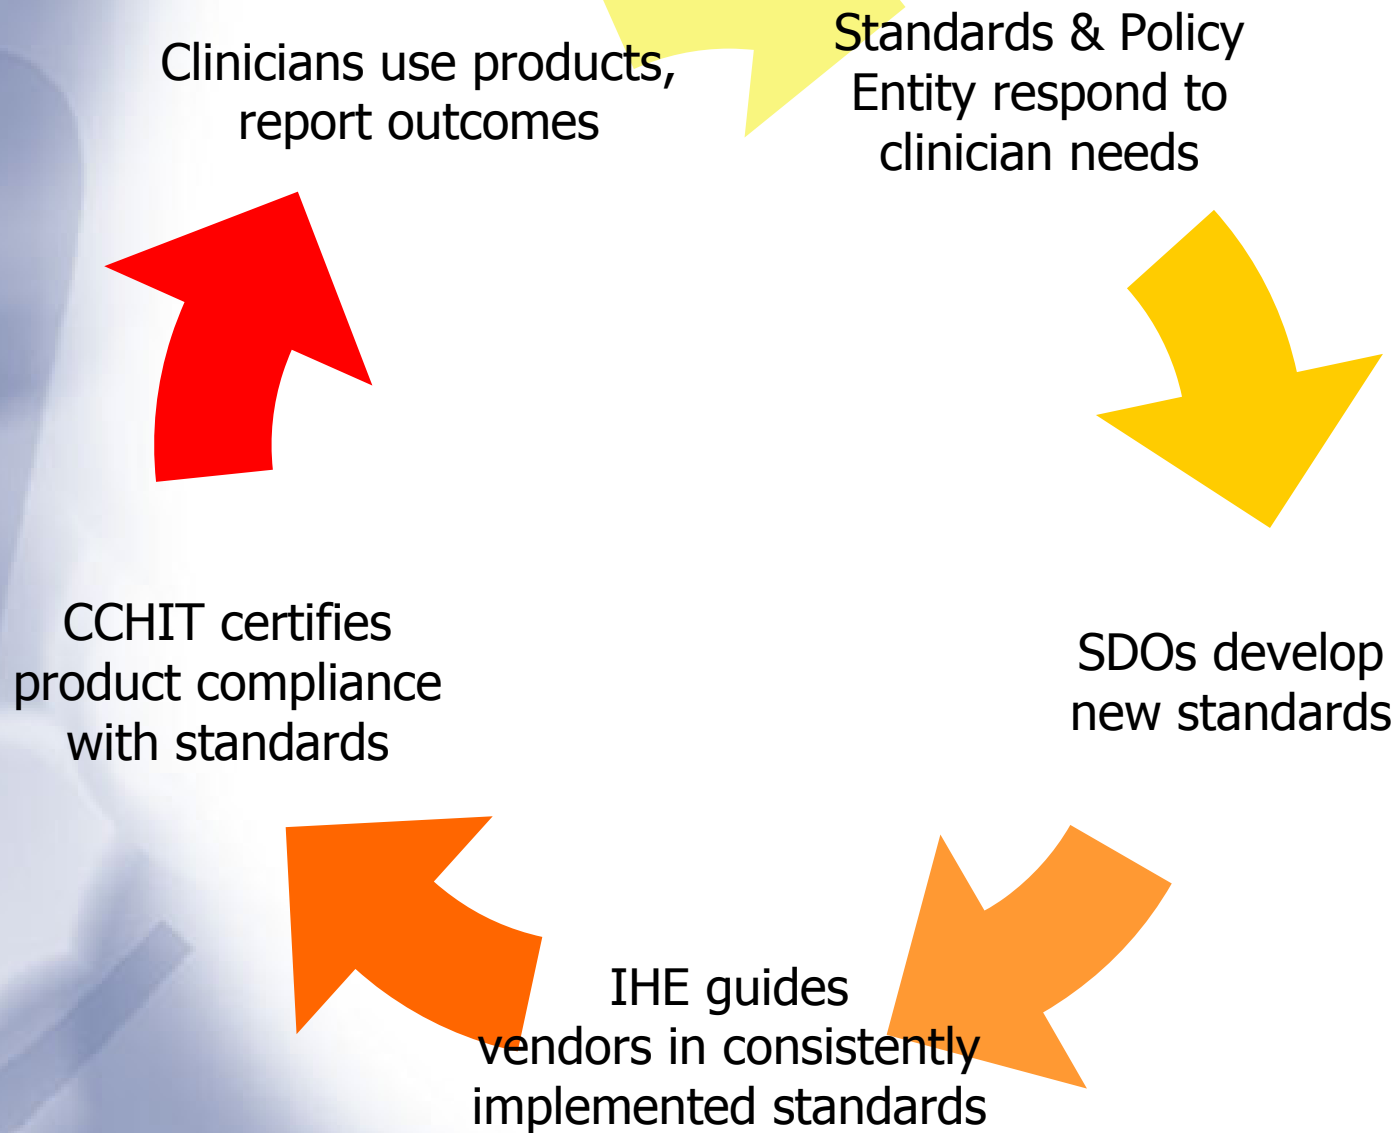 Clinicians use products,
report outcomes
Standards & Policy
Entity respond to
clinician needs
SDOs develop
new standards
IHE guides
vendors in consistently
implemented standards
CCHIT certifies
product compliance
with standards